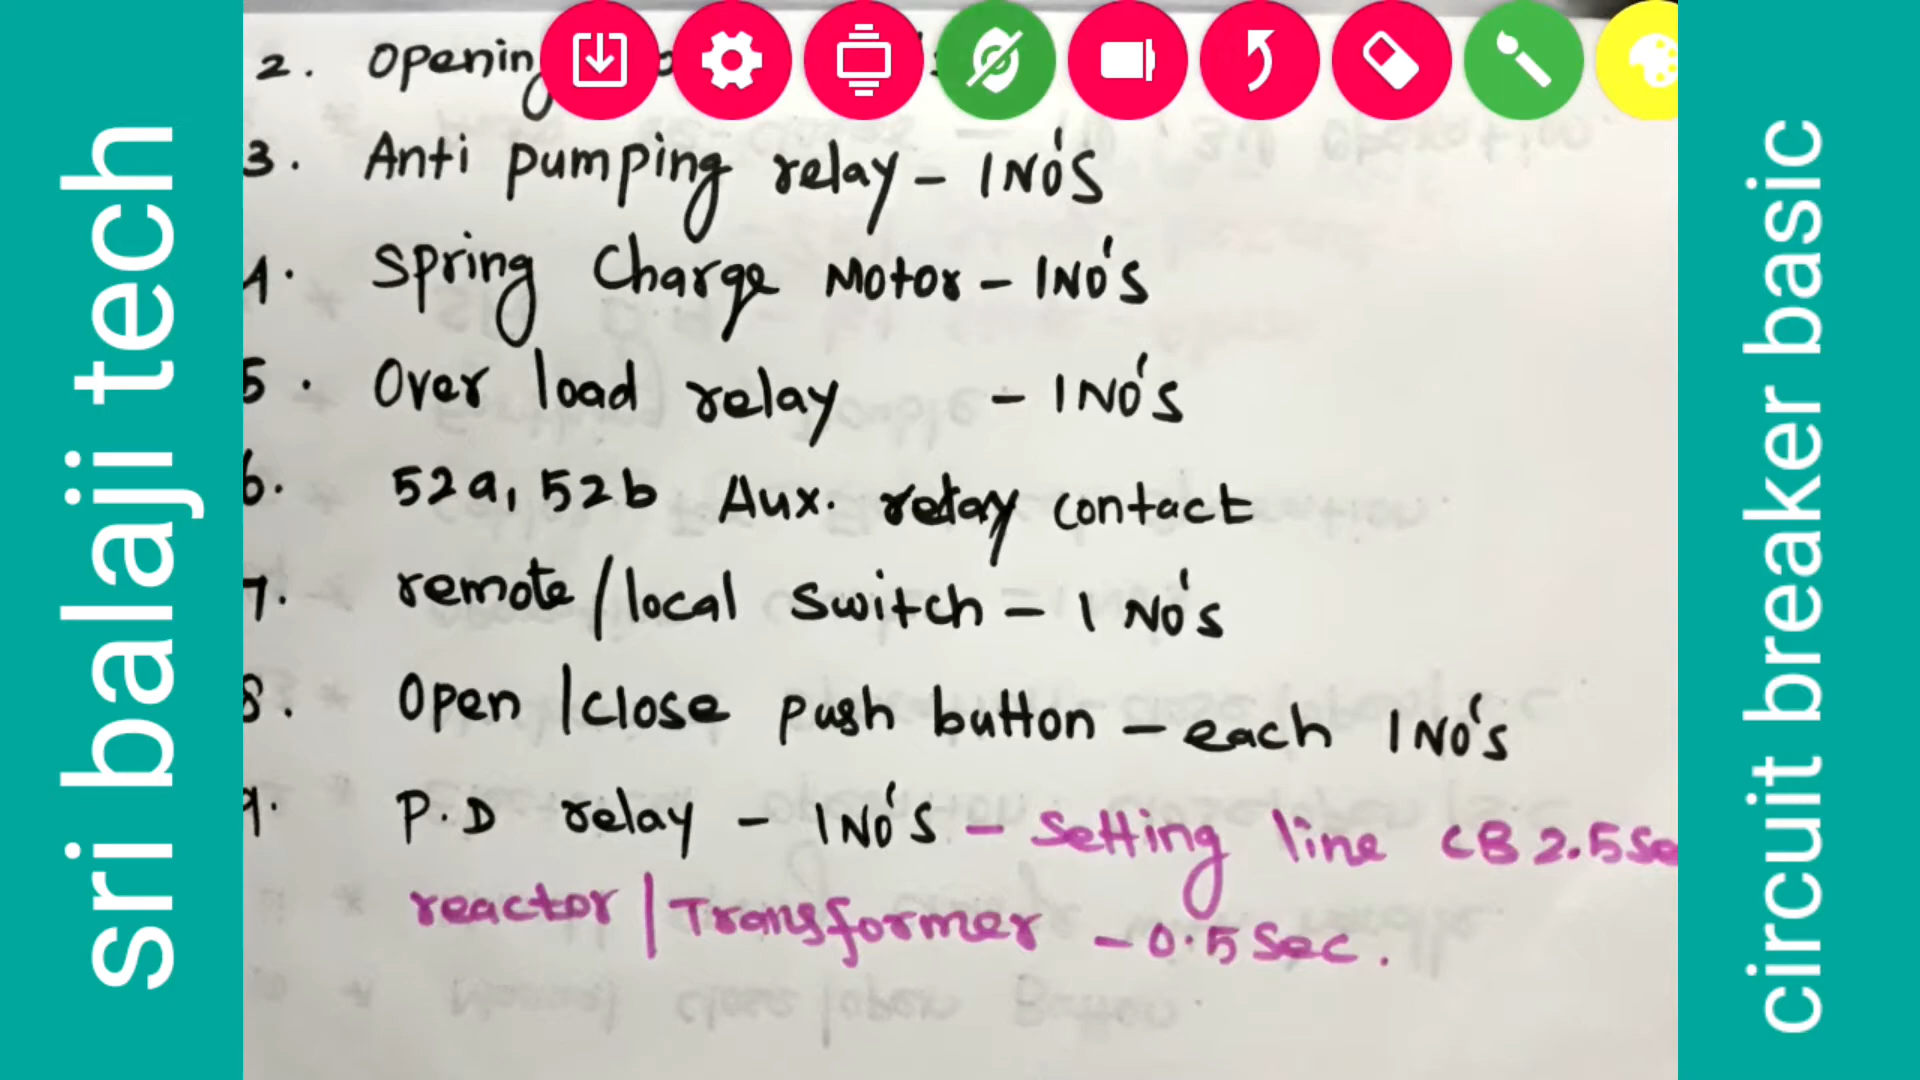 sri balajji tech
2. Opening
3. Anti pumping relay - 1NO'S
4. Spring Charge Motor - 1NO'S
5. Over load relay - 1NO'S
6. 52a, 52b Aux. relay contact
7. remote/local switch - 1 NO'S
8. Open/close push button - each 1NO'S
9. P.D relay - 1NO'S - Setting line CB 2.5 Se
reactor/Transformer - 0.5 Sec.
circuit breaker basic